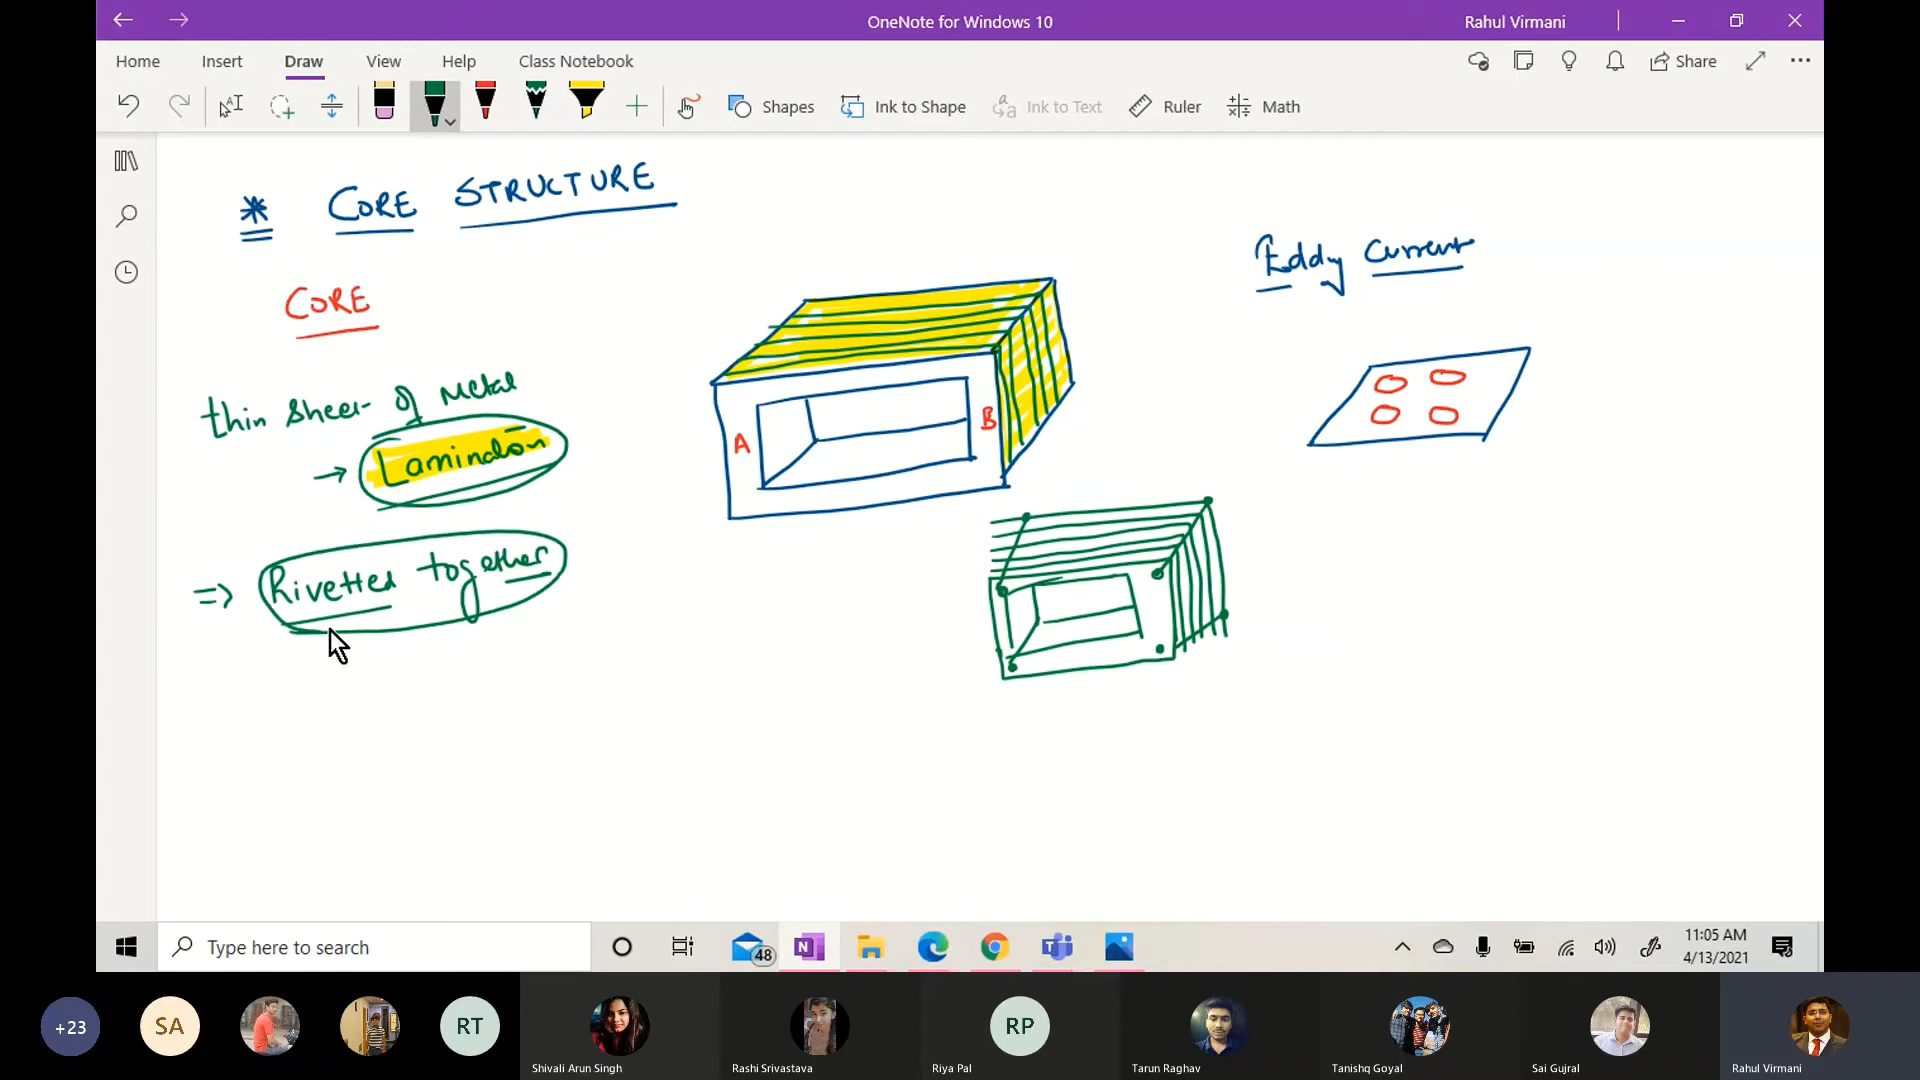 OneNote for Windows 10
Rahul Virmani
Home Insert Draw View Help Class Notebook
Share
Shapes Ink to Shape Ink to Text Ruler Math
* CORE STRUCTURE
Eddy Current
CORE
thin sheet of Metal
A B
→ Lamination
⇒ Rivetted together
Type here to search
48
11:05 AM
4/13/2021
+23 SA RT RP
Shivali Arun Singh Rashi Srivastava Riya Pal Tarun Raghav Tanishq Goyal Sai Gujral Rahul Virmani